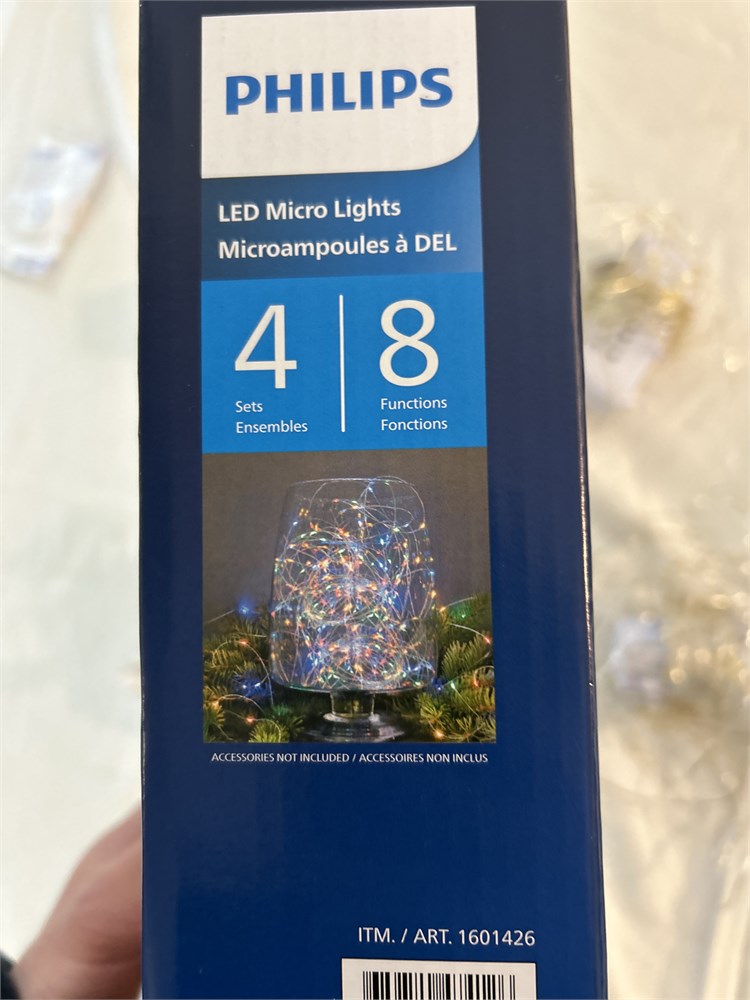 PHILIPS
LED Micro Lights
Microampoules à DEL
4
Sets
Ensembles
8
Functions
Fonctions
ACCESSORIES NOT INCLUDED / ACCESSOIRES NON INCLUS
ITM. / ART. 1601426